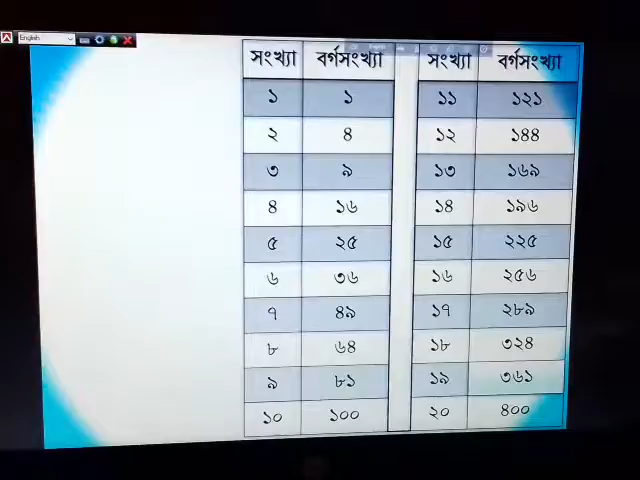 English
সংখ্যা বর্গসংখ্যা সংখ্যা বর্গসংখ্যা
১ ১ ১১ ১২১
২ ৪ ১২ ১৪৪
৩ ৯ ১৩ ১৬৯
৪ ১৬ ১৪ ১৯৬
৫ ২৫ ১৫ ২২৫
৬ ৩৬ ১৬ ২৫৬
৭ ৪৯ ১৭ ২৮৯
৮ ৬৪ ১৮ ৩২৪
৯ ৮১ ১৯ ৩৬১
১০ ১০০ ২০ ৪০০